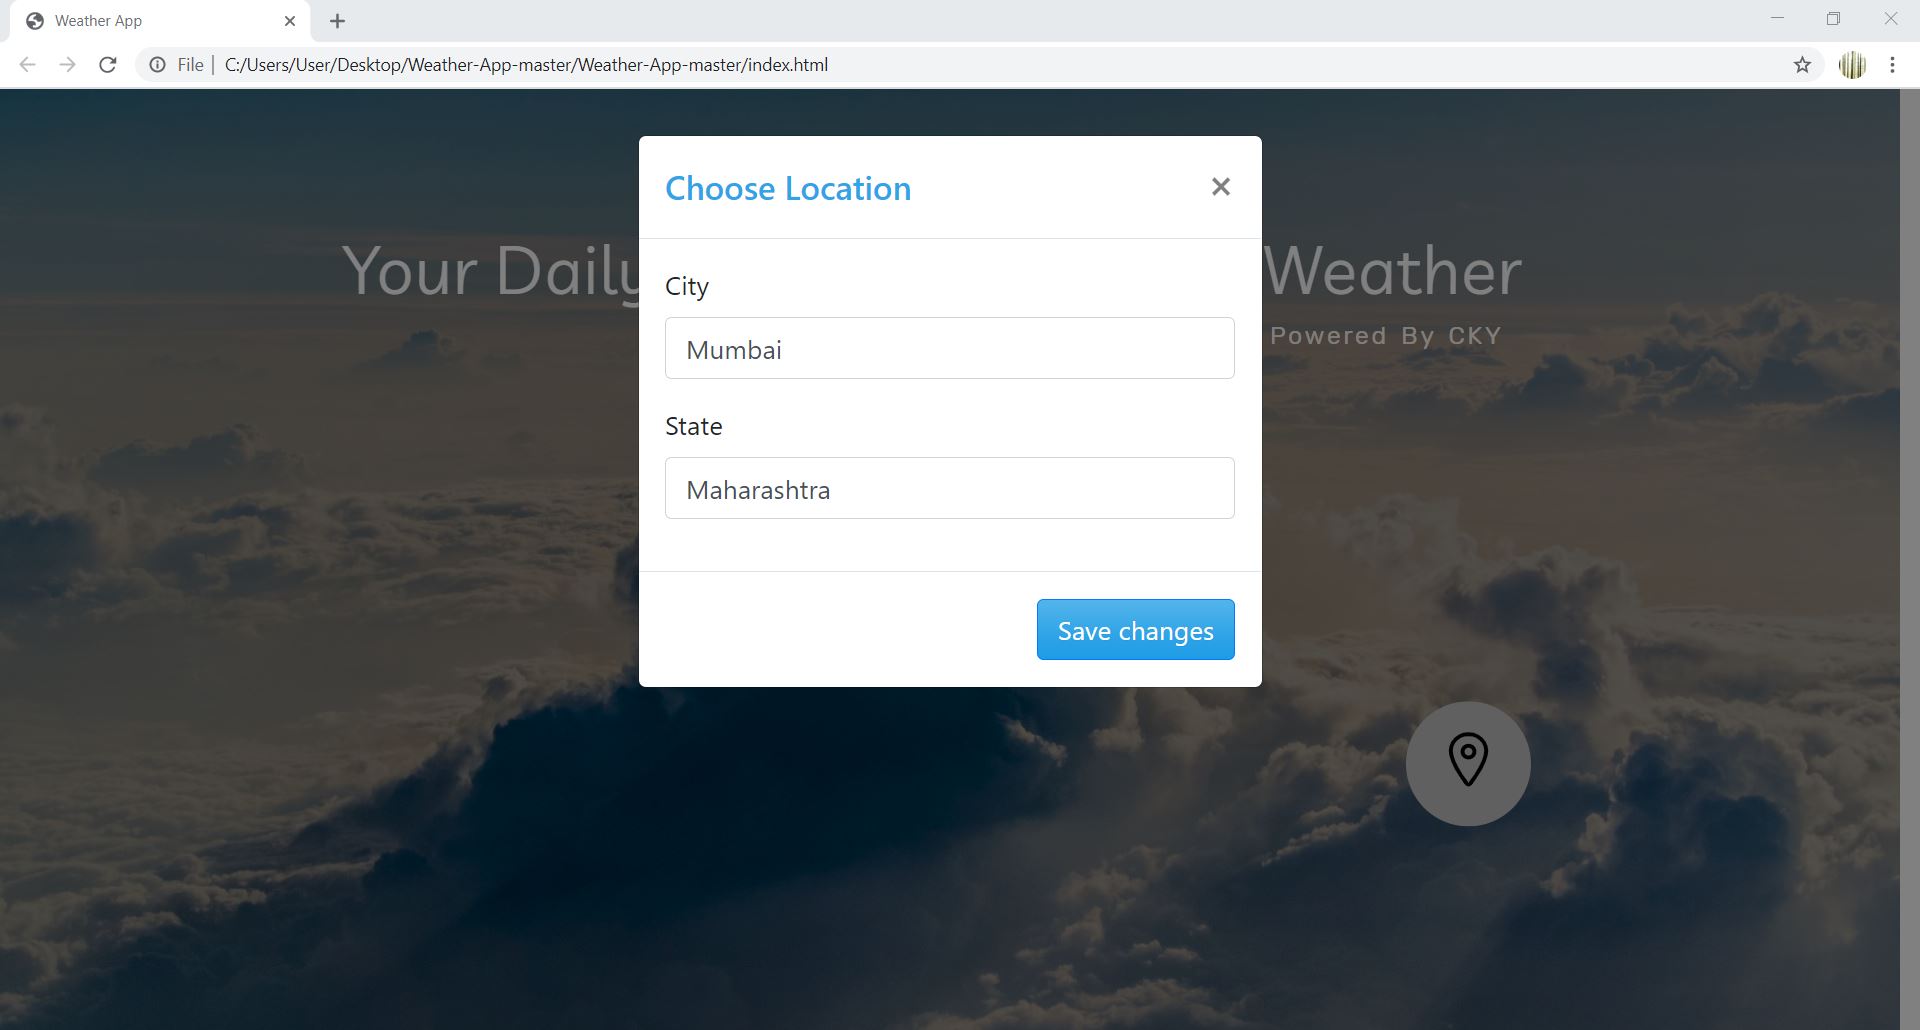 Weather App
File
C:/Users/User/Desktop/Weather-App-master/Weather-App-master/index.html
Choose Location
Your Daily Weather
Powered By CKY
City
Mumbai
State
Maharashtra
Save changes